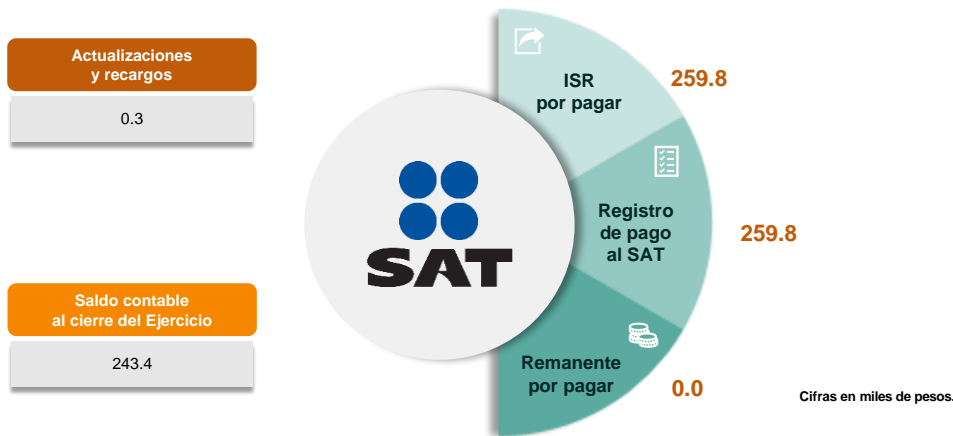 Actualizaciones
y recargos
0.3
Saldo contable
al cierre del Ejercicio
243.4
SAT
ISR
por pagar
259.8
Registro
de pago
al SAT
259.8
Remanente
por pagar
0.0
Cifras en miles de pesos.